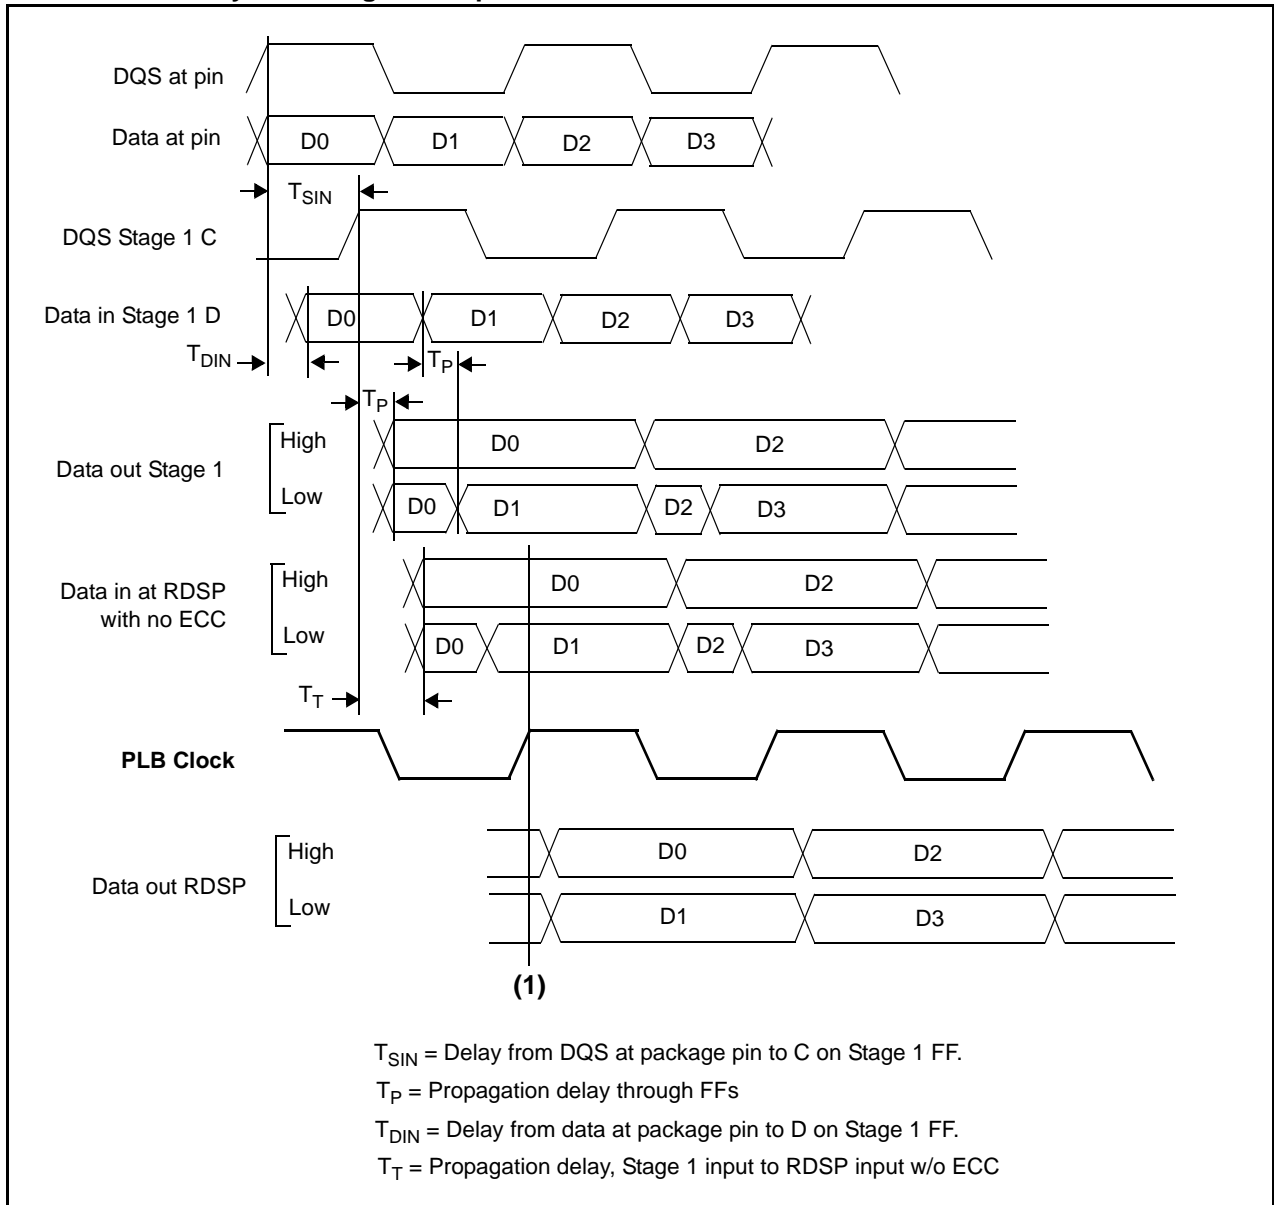 DQS at pin
Data at pin
D0 D1 D2 D3
TSIN
DQS Stage 1 C
Data in Stage 1 D
D0 D1 D2 D3
TDIN
TP
TP
Data out Stage 1
High
D0 D2
Low
D0 D1 D2 D3
Data in at RDSP
with no ECC
High
D0 D2
Low
D0 D1 D2 D3
TT
PLB Clock
Data out RDSP
High
D0 D2
Low
D1 D3
(1)
TSIN = Delay from DQS at package pin to C on Stage 1 FF.
TP = Propagation delay through FFs
TDIN = Delay from data at package pin to D on Stage 1 FF.
TT = Propagation delay, Stage 1 input to RDSP input w/o ECC